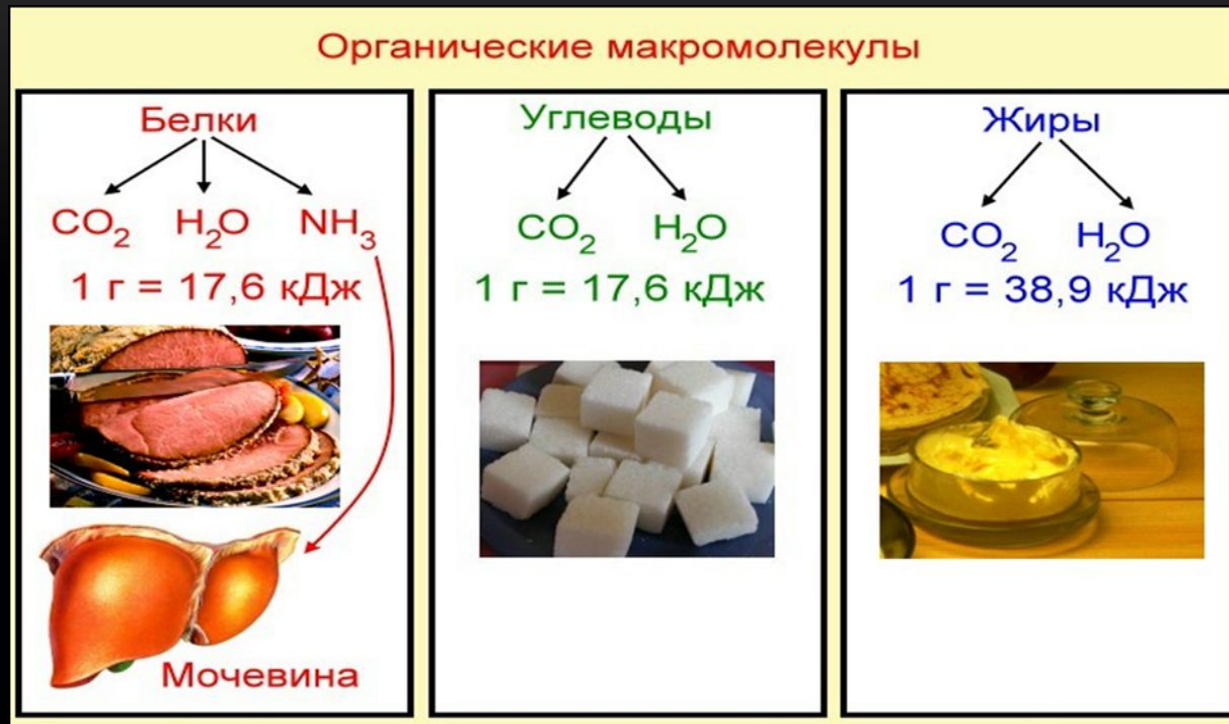 Органические макромолекулы
Белки
CO₂ H₂O NH₃
1 г = 17,6 кДж
Мочевина
Углеводы
CO₂ H₂O
1 г = 17,6 кДж
Жиры
CO₂ H₂O
1 г = 38,9 кДж